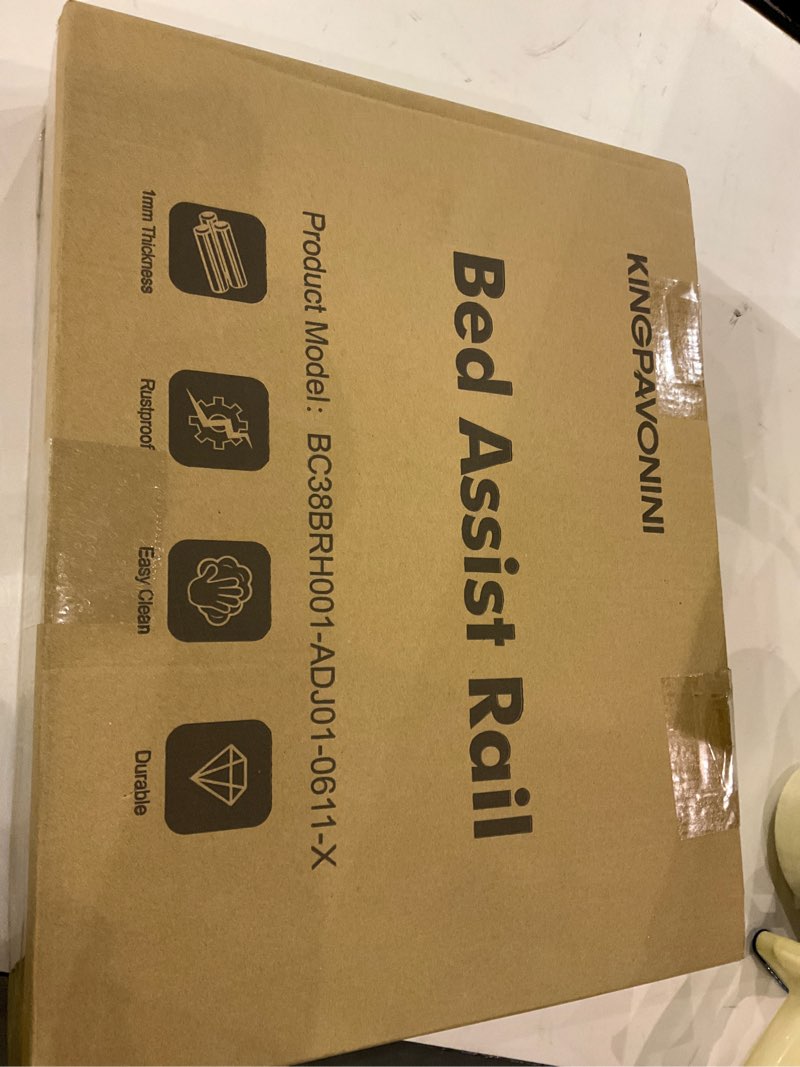 KINGPAVONINI
Bed Assist Rail
Product Model: BC38BRH001-ADJ01-0611-X
1mm Thickness
Rustproof
Easy Clean
Durable